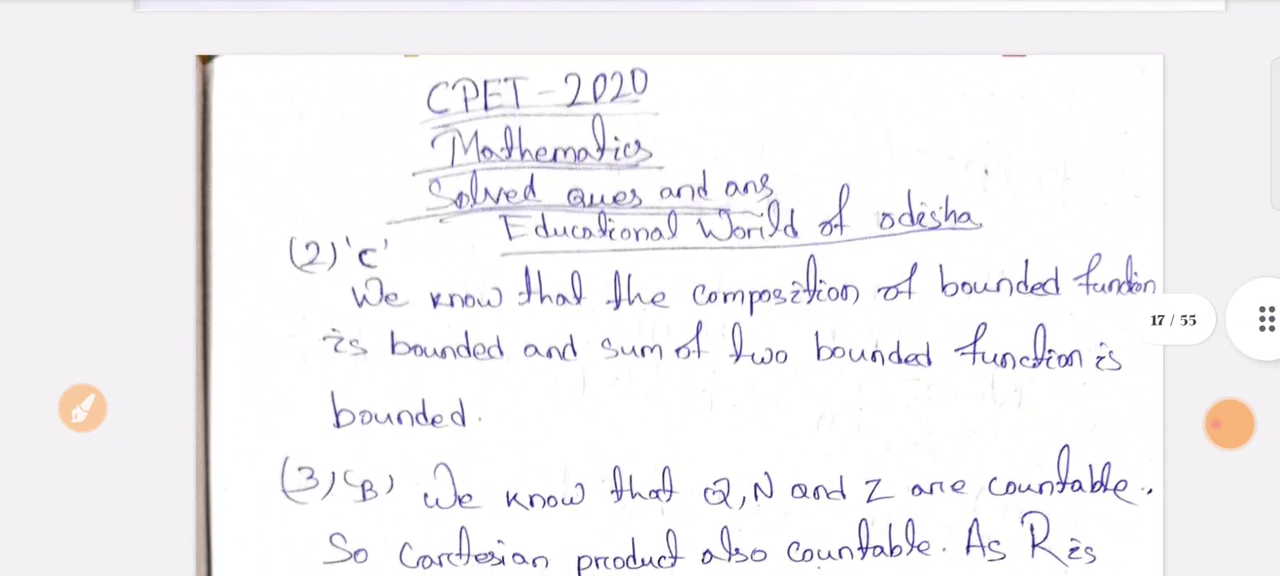 CPET - 2020
Mathematics
Solved ques and ans
Educational World of odisha
(2) 'c'
We know that the composition of bounded function
is bounded and sum of two bounded function is
bounded.
17 / 55
(3) (B) We know that Q, N and Z are countable.
So Cartesian product also countable. As R is